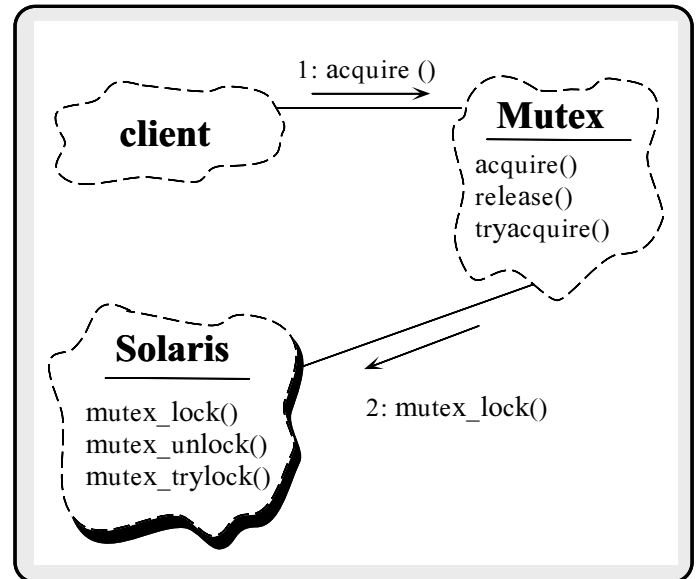 1: acquire ()
client
Mutex
acquire()
release()
tryacquire()
Solaris
mutex_lock()
mutex_unlock()
mutex_trylock()
2: mutex_lock()